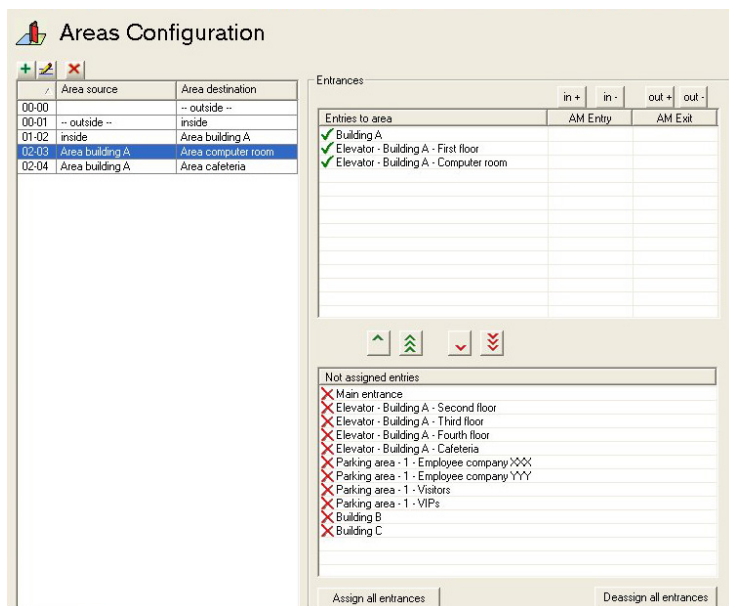 Areas Configuration
Area source Area destination
00-00 -- outside --
00-01 -- outside -- inside
01-02 inside Area building A
02-03 Area building A Area computer room
02-04 Area building A Area cafeteria
Entrances
in + in - out + out -
Entries to area AM Entry AM Exit
Building A
Elevator - Building A - First floor
Elevator - Building A - Computer room
Not assigned entries
Main entrance
Elevator - Building A - Second floor
Elevator - Building A - Third floor
Elevator - Building A - Fourth floor
Elevator - Building A - Cafeteria
Parking area - 1 - Employee company XXX
Parking area - 1 - Employee company YYY
Parking area - 1 - Visitors
Parking area - 1 - VIPs
Building B
Building C
Assign all entrances Deassign all entrances